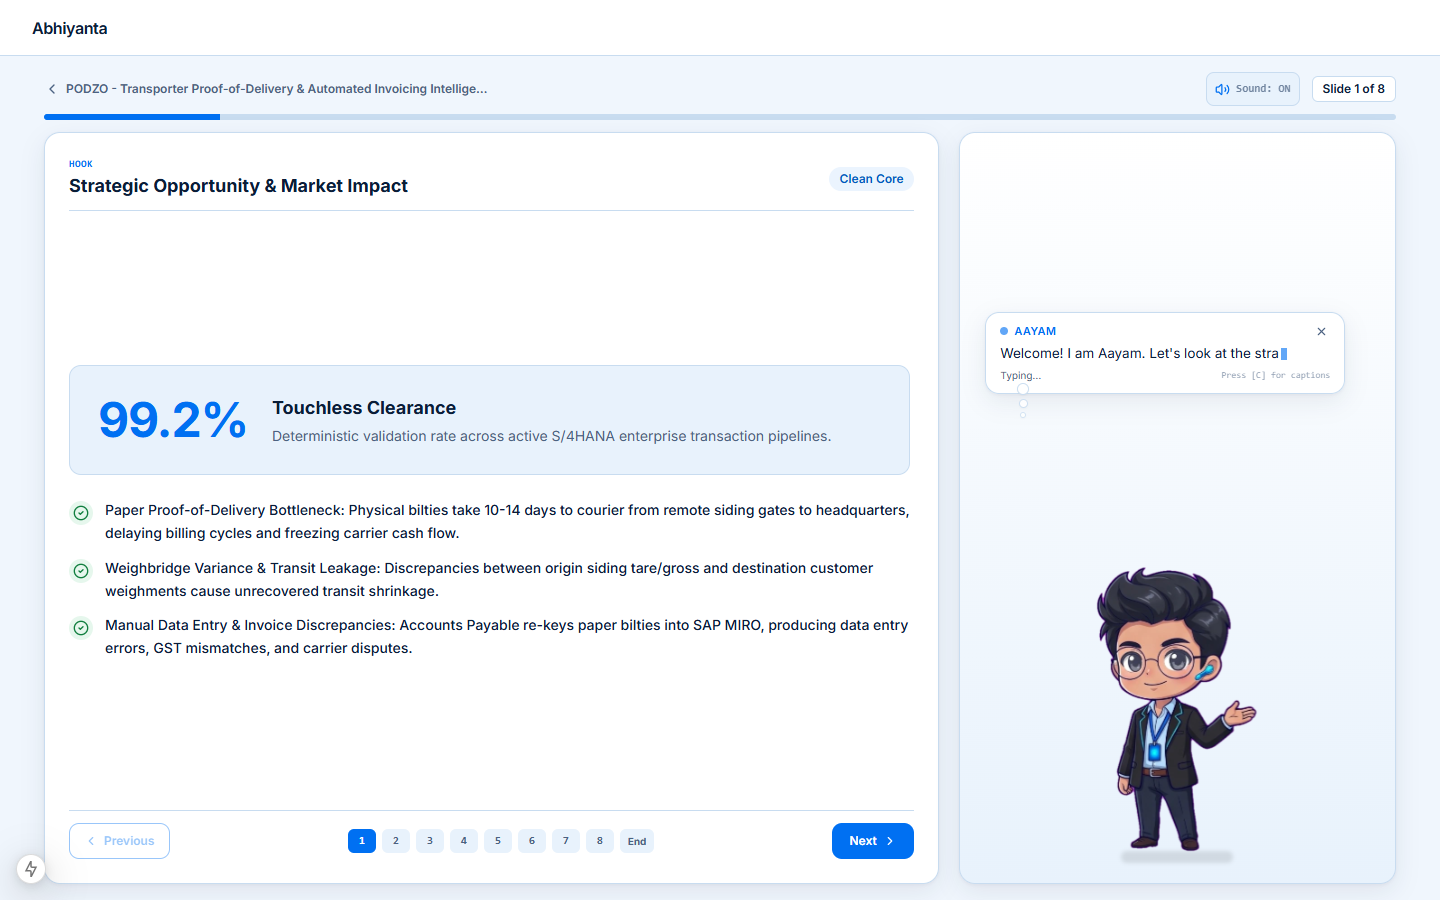 Abhiyanta
PODZO - Transporter Proof-of-Delivery & Automated Invoicing Intellige...
Sound: ON
Slide 1 of 8
HOOK
Strategic Opportunity & Market Impact
Clean Core
99.2%
Touchless Clearance
Deterministic validation rate across active S/4HANA enterprise transaction pipelines.
Paper Proof-of-Delivery Bottleneck: Physical bilties take 10-14 days to courier from remote siding gates to headquarters,
delaying billing cycles and freezing carrier cash flow.
Weighbridge Variance & Transit Leakage: Discrepancies between origin siding tare/gross and destination customer
weighments cause unrecovered transit shrinkage.
Manual Data Entry & Invoice Discrepancies: Accounts Payable re-keys paper bilties into SAP MIRO, producing data entry
errors, GST mismatches, and carrier disputes.
Previous
1 2 3 4 5 6 7 8 End
Next
AAYAM
Welcome! I am Aayam. Let's look at the stra
Typing...
Press [C] for captions